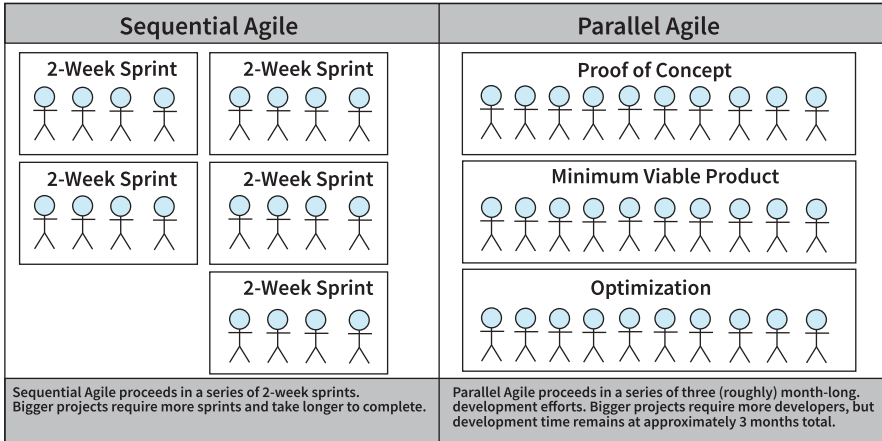 Sequential Agile
Parallel Agile
2-Week Sprint
2-Week Sprint
2-Week Sprint
2-Week Sprint
2-Week Sprint
Proof of Concept
Minimum Viable Product
Optimization
Sequential Agile proceeds in a series of 2-week sprints.
Bigger projects require more sprints and take longer to complete.
Parallel Agile proceeds in a series of three (roughly) month-long.
development efforts. Bigger projects require more developers, but
development time remains at approximately 3 months total.